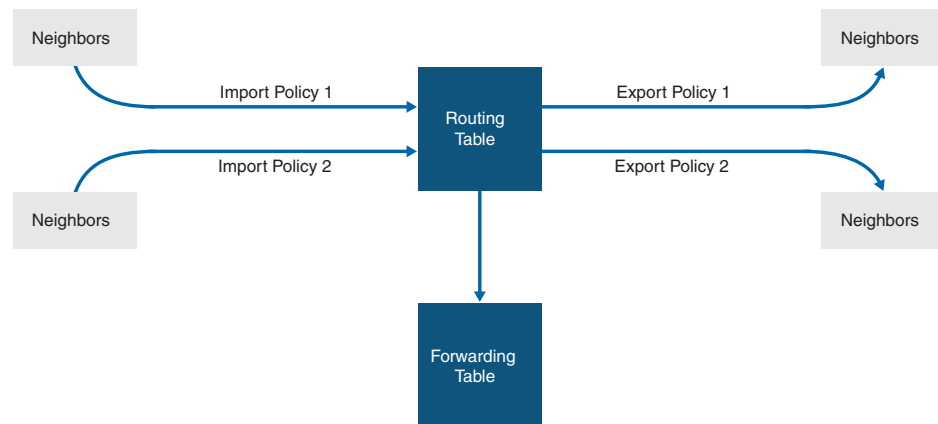 Neighbors
Neighbors
Import Policy 1
Export Policy 1
Routing
Table
Import Policy 2
Export Policy 2
Neighbors
Neighbors
Forwarding
Table